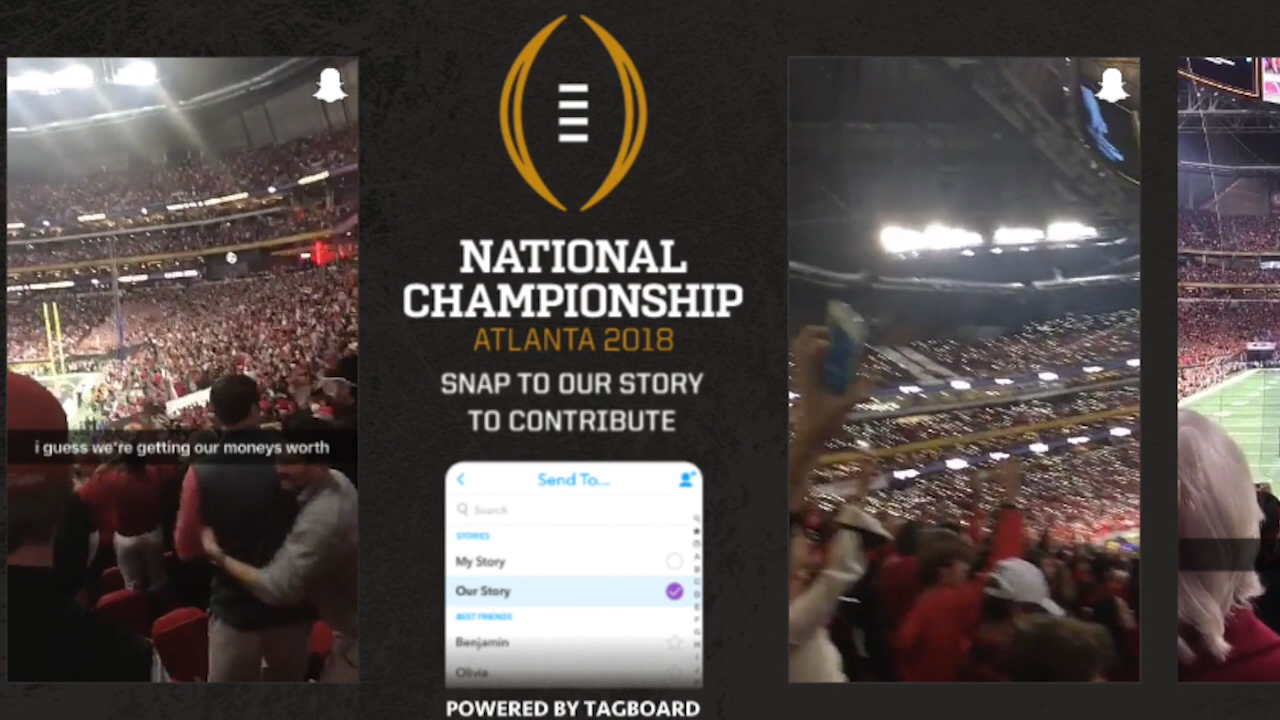 i guess we're getting our moneys worth
NATIONAL
CHAMPIONSHIP
ATLANTA 2018
SNAP TO OUR STORY
TO CONTRIBUTE
Send To...
Search
STORIES
My Story
Our Story
BEST FRIENDS
Benjamin
Olivia
POWERED BY TAGBOARD